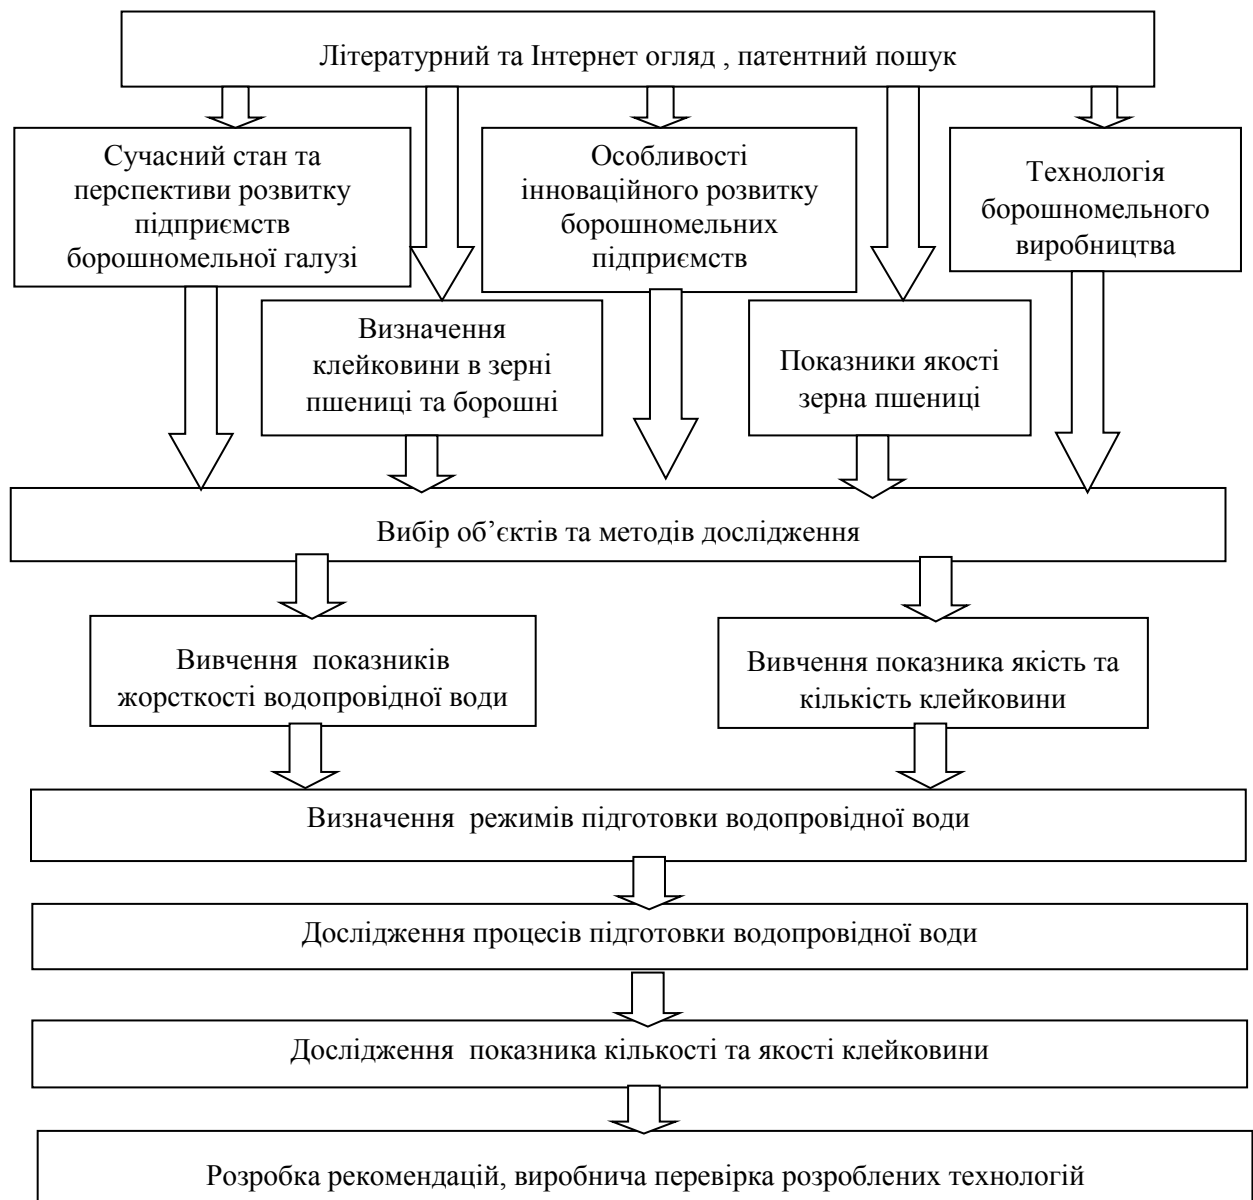 Літературний та Інтернет огляд , патентний пошук
Сучасний стан та
перспективи розвитку
підприємств
борошномельної галузі
Особливості
інноваційного розвитку
борошномельних
підприємств
Технологія
борошномельного
виробництва
Визначення
клейковини в зерні
пшениці та борошні
Показники якості
зерна пшениці
Вибір об’єктів та методів дослідження
Вивчення показників
жорсткості водопровідної води
Вивчення показника якість та
кількість клейковини
Визначення режимів підготовки водопровідної води
Дослідження процесів підготовки водопровідної води
Дослідження показника кількості та якості клейковини
Розробка рекомендацій, виробнича перевірка розроблених технологій